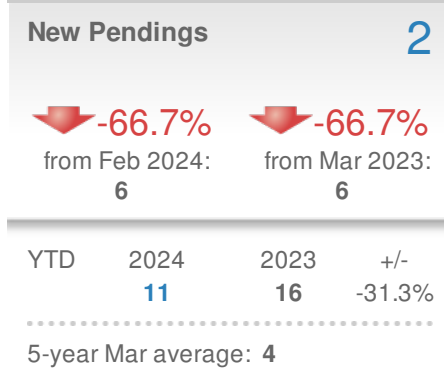 New Pendings 2
-66.7% -66.7%
from Feb 2024: from Mar 2023:
6 6
YTD 2024 2023 +/-
11 16 -31.3%
5-year Mar average: 4